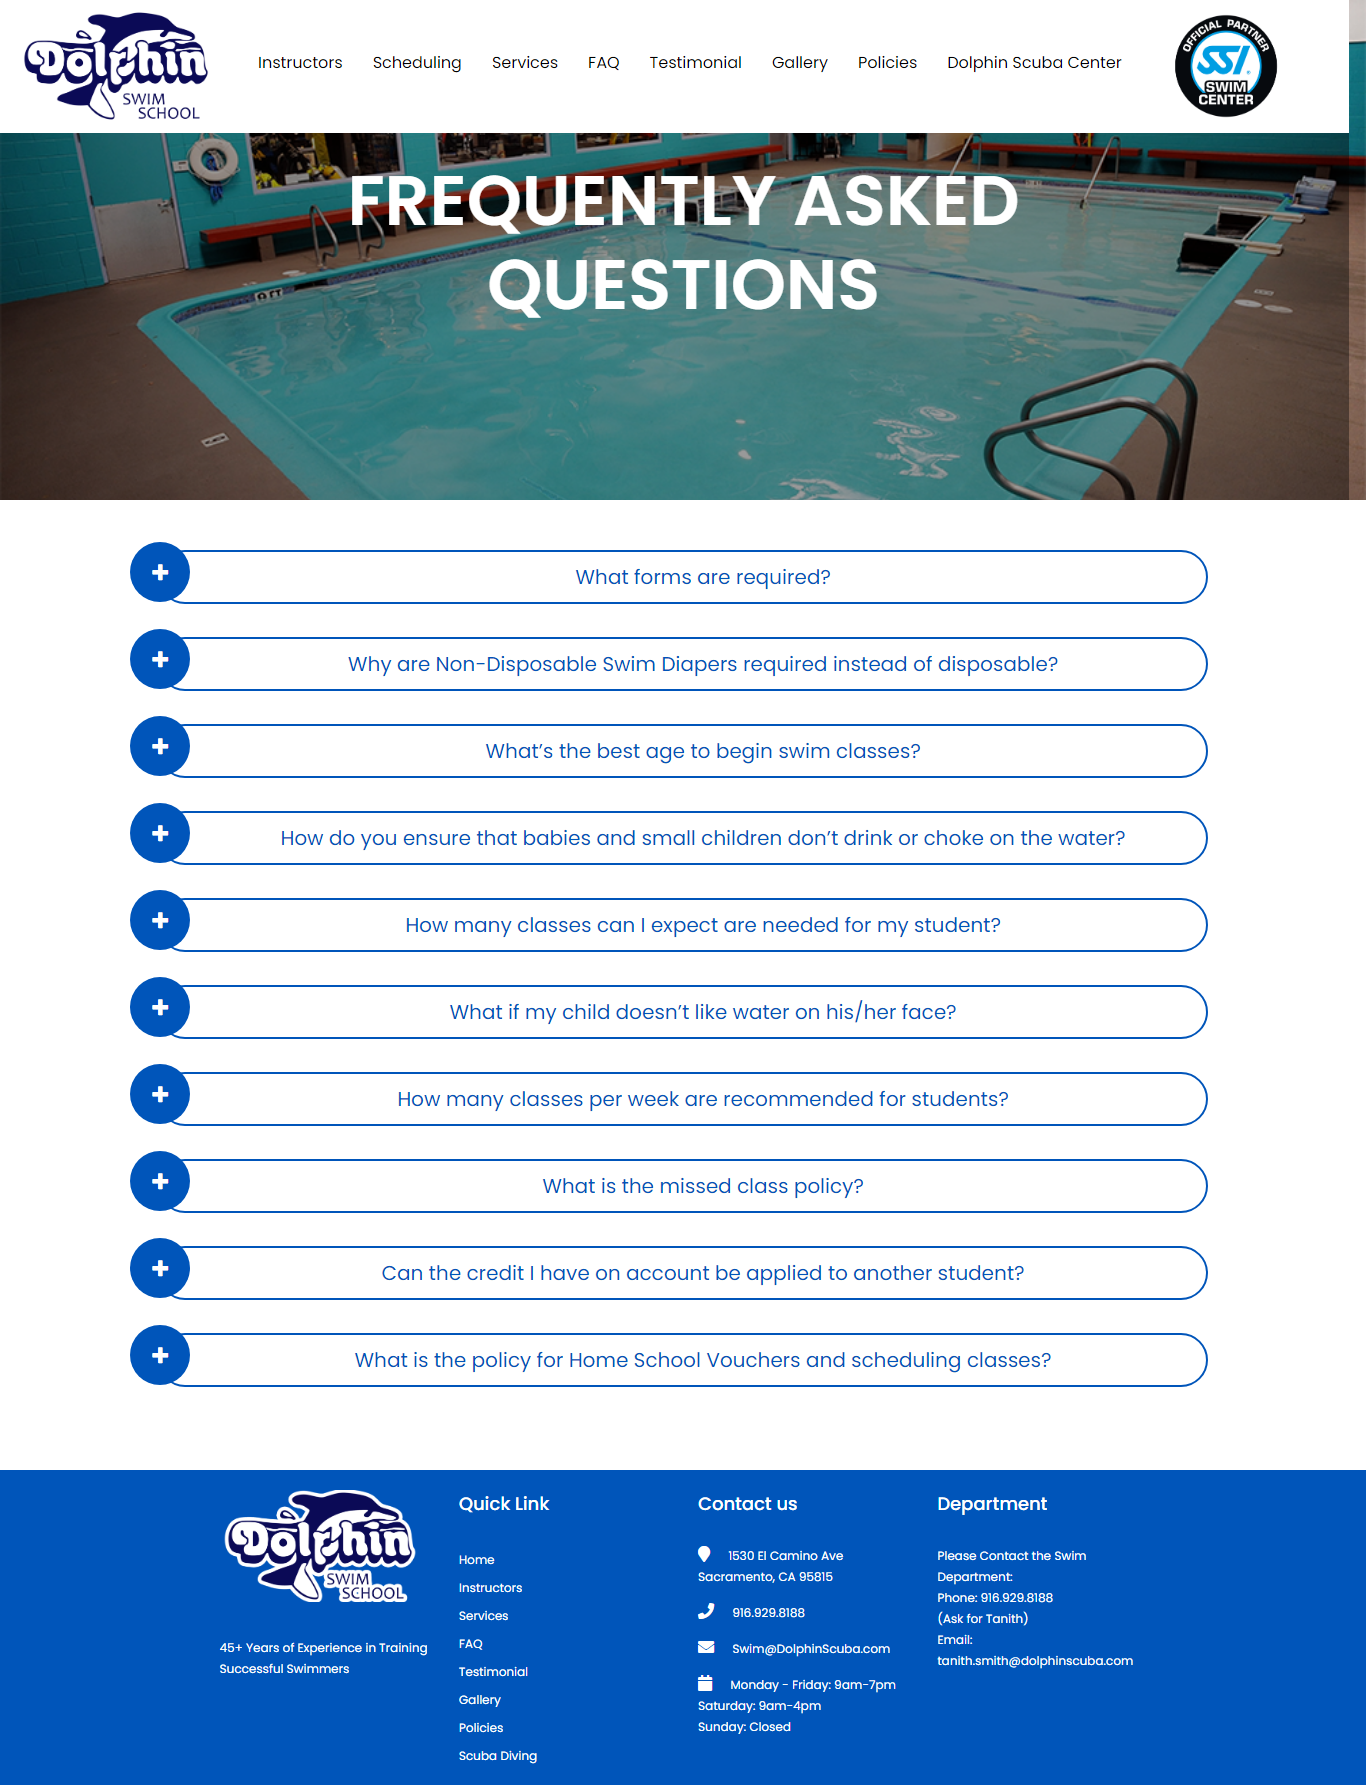 Dolphin
SWIM
SCHOOL
Instructors
Scheduling
Services
FAQ
Testimonial
Gallery
Policies
Dolphin Scuba Center
OFFICIAL PARTNER
SSI
SWIM
CENTER
FREQUENTLY ASKED
QUESTIONS
What forms are required?
Why are Non-Disposable Swim Diapers required instead of disposable?
What’s the best age to begin swim classes?
How do you ensure that babies and small children don’t drink or choke on the water?
How many classes can I expect are needed for my student?
What if my child doesn’t like water on his/her face?
How many classes per week are recommended for students?
What is the missed class policy?
Can the credit I have on account be applied to another student?
What is the policy for Home School Vouchers and scheduling classes?
Dolphin
SWIM
SCHOOL
45+ Years of Experience in Training
Successful Swimmers
Quick Link
Home
Instructors
Services
FAQ
Testimonial
Gallery
Policies
Scuba Diving
Contact us
1530 El Camino Ave
Sacramento, CA 95815
916.929.8188
Swim@DolphinScuba.com
Monday - Friday: 9am-7pm
Saturday: 9am-4pm
Sunday: Closed
Department
Please Contact the Swim
Department:
Phone: 916.929.8188
(Ask for Tanith)
Email:
tanith.smith@dolphinscuba.com